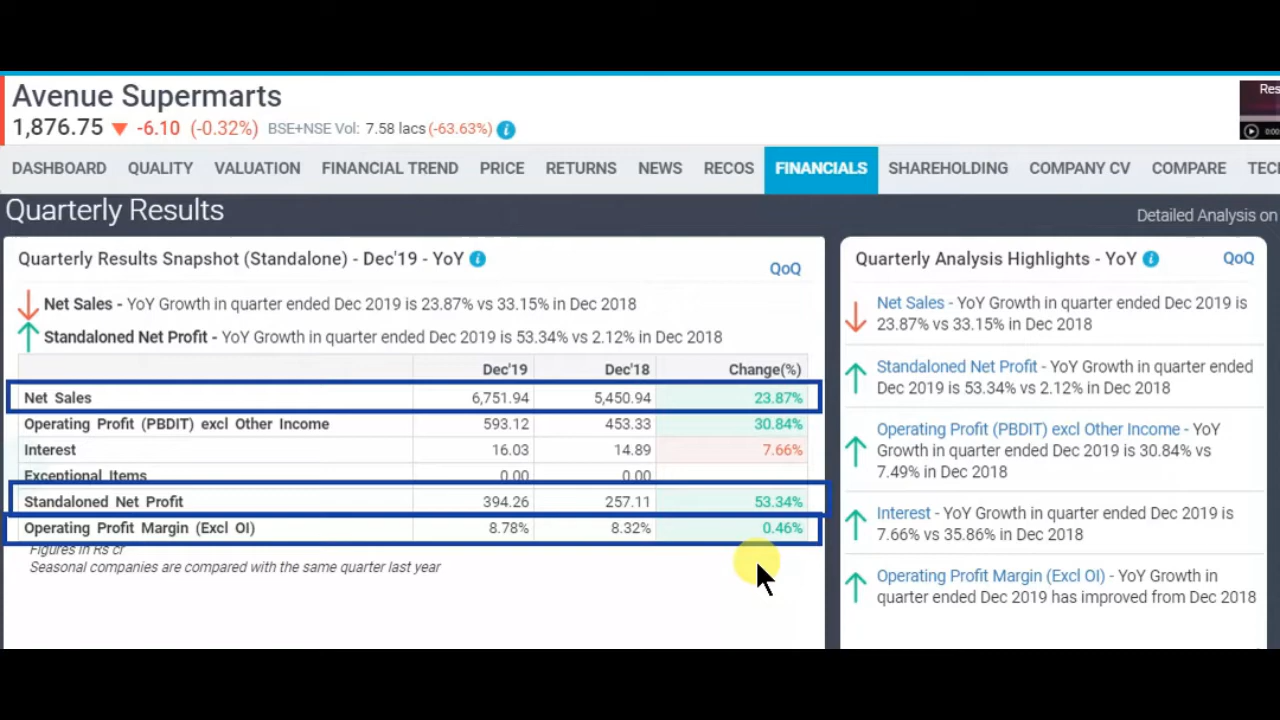 Avenue Supermarts
1,876.75 ▼ -6.10 (-0.32%) BSE+NSE Vol: 7.58 lacs (-63.63%)
DASHBOARD QUALITY VALUATION FINANCIAL TREND PRICE RETURNS NEWS RECOS FINANCIALS SHAREHOLDING COMPANY CV COMPARE TECH
Quarterly Results
Detailed Analysis on
Quarterly Results Snapshot (Standalone) - Dec'19 - YoY
QoQ
Net Sales - YoY Growth in quarter ended Dec 2019 is 23.87% vs 33.15% in Dec 2018
Standaloned Net Profit - YoY Growth in quarter ended Dec 2019 is 53.34% vs 2.12% in Dec 2018
Dec'19 Dec'18 Change(%)
Net Sales 6,751.94 5,450.94 23.87%
Operating Profit (PBDIT) excl Other Income 593.12 453.33 30.84%
Interest 16.03 14.89 7.66%
Exceptional Items 0.00 0.00
Standaloned Net Profit 394.26 257.11 53.34%
Operating Profit Margin (Excl OI) 8.78% 8.32% 0.46%
Figures in Rs cr
Seasonal companies are compared with the same quarter last year
Quarterly Analysis Highlights - YoY QoQ
Net Sales - YoY Growth in quarter ended Dec 2019 is
23.87% vs 33.15% in Dec 2018
Standaloned Net Profit - YoY Growth in quarter ended
Dec 2019 is 53.34% vs 2.12% in Dec 2018
Operating Profit (PBDIT) excl Other Income - YoY
Growth in quarter ended Dec 2019 is 30.84% vs
7.49% in Dec 2018
Interest - YoY Growth in quarter ended Dec 2019 is
7.66% vs 35.86% in Dec 2018
Operating Profit Margin (Excl OI) - YoY Growth in
quarter ended Dec 2019 has improved from Dec 2018